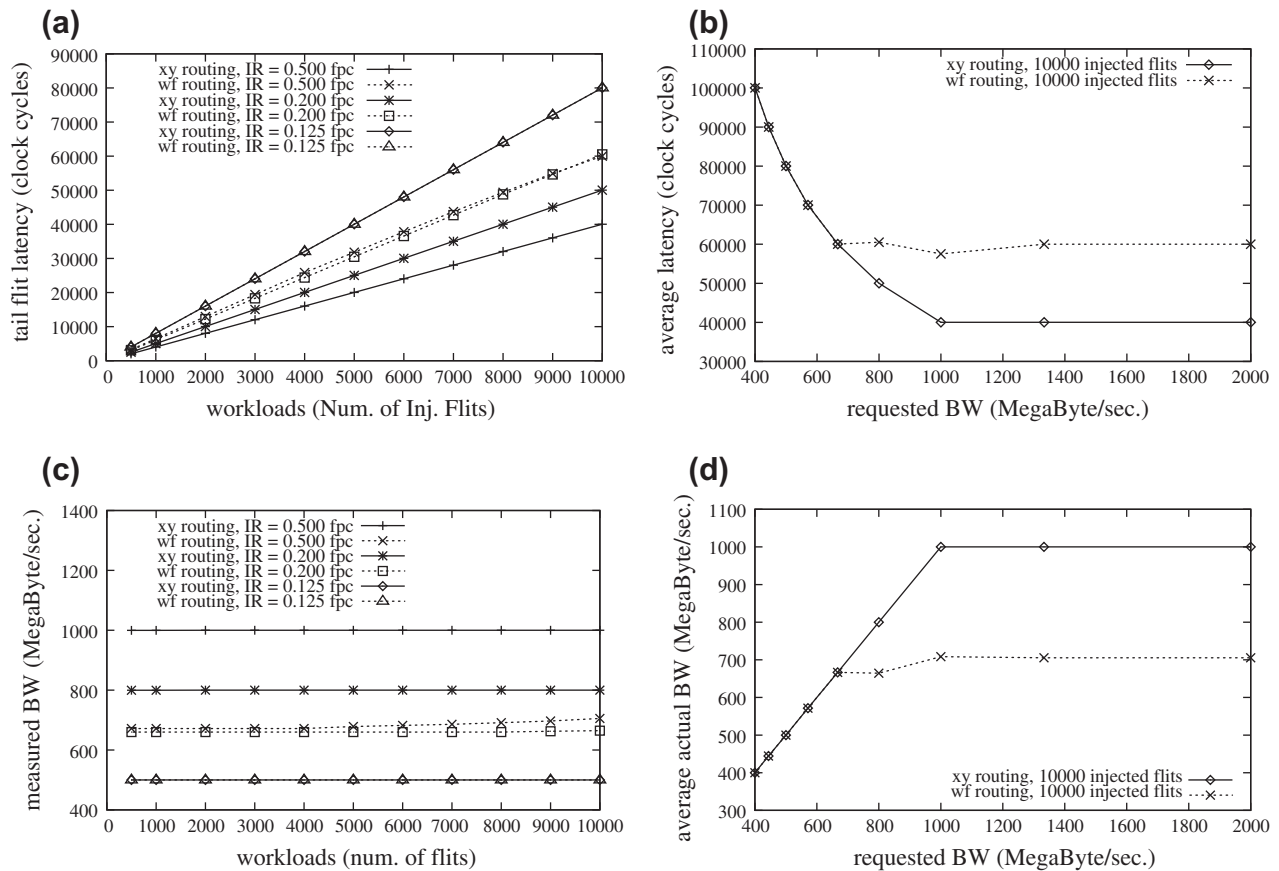 (a)
tail flit latency (clock cycles)
90000
80000
70000
60000
50000
40000
30000
20000
10000
0
xy routing, IR = 0.500 fpc
wf routing, IR = 0.500 fpc
xy routing, IR = 0.200 fpc
wf routing, IR = 0.200 fpc
xy routing, IR = 0.125 fpc
wf routing, IR = 0.125 fpc
0 1000 2000 3000 4000 5000 6000 7000 8000 9000 10000
workloads (Num. of Inj. Flits)
(b)
average latency (clock cycles)
110000
100000
90000
80000
70000
60000
50000
40000
30000
xy routing, 10000 injected flits
wf routing, 10000 injected flits
400 600 800 1000 1200 1400 1600 1800 2000
requested BW (MegaByte/sec.)
(c)
measured BW (MegaByte/sec.)
1400
1200
1000
800
600
400
xy routing, IR = 0.500 fpc
wf routing, IR = 0.500 fpc
xy routing, IR = 0.200 fpc
wf routing, IR = 0.200 fpc
xy routing, IR = 0.125 fpc
wf routing, IR = 0.125 fpc
0 1000 2000 3000 4000 5000 6000 7000 8000 9000 10000
workloads (num. of flits)
(d)
average actual BW (MegaByte/sec.)
1100
1000
900
800
700
600
500
400
300
xy routing, 10000 injected flits
wf routing, 10000 injected flits
400 600 800 1000 1200 1400 1600 1800 2000
requested BW (MegaByte/sec.)